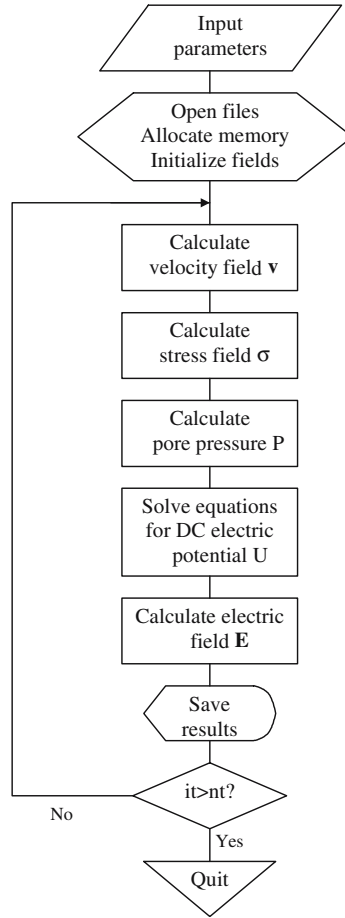 Input
parameters
Open files
Allocate memory
Initialize fields
Calculate
velocity field v
Calculate
stress field σ
Calculate
pore pressure P
Solve equations
for DC electric
potential U
Calculate electric
field E
Save
results
it>nt?
No
Yes
Quit